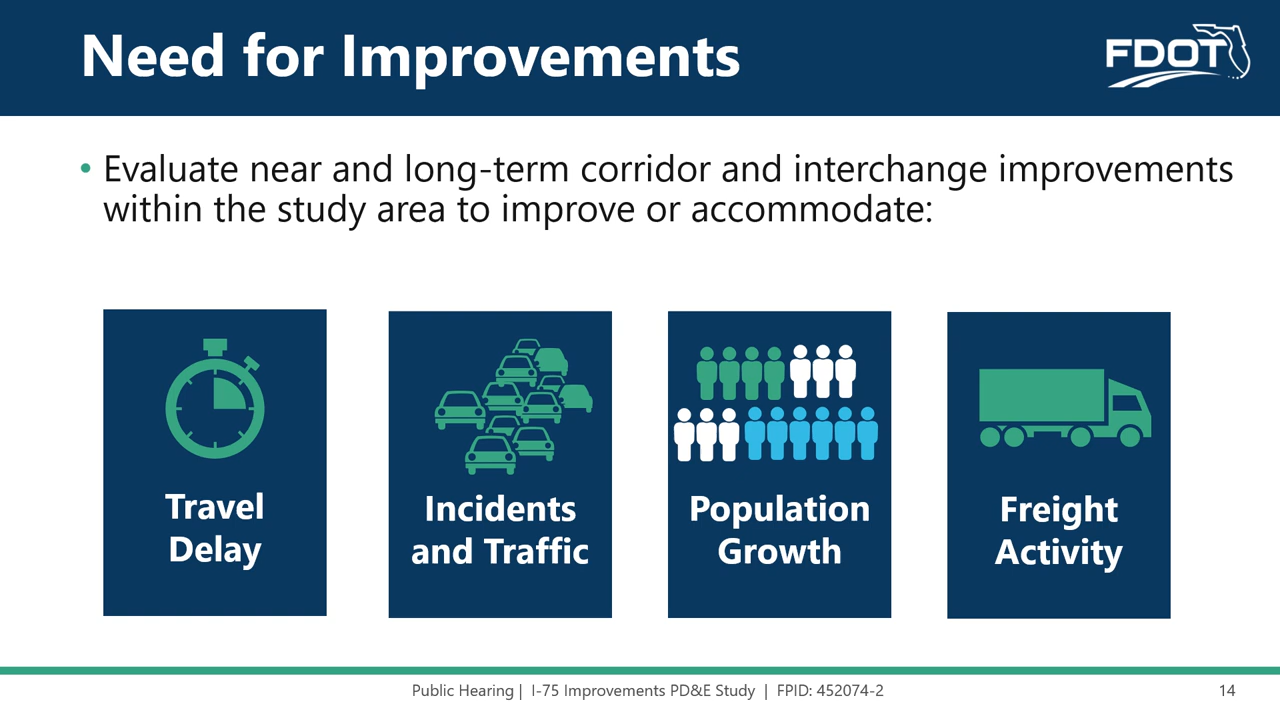 Need for Improvements
FDOT
• Evaluate near and long-term corridor and interchange improvements
within the study area to improve or accommodate:
Travel
Delay
Incidents
and Traffic
Population
Growth
Freight
Activity
Public Hearing | I-75 Improvements PD&E Study | FPID: 452074-2
14